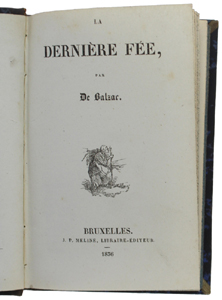 LA
DERNIÈRE FÉE,
PAR
De Balzac.
BRUXELLES.
J. P. MELINE, LIBRAIRE-ÉDITEUR
1836